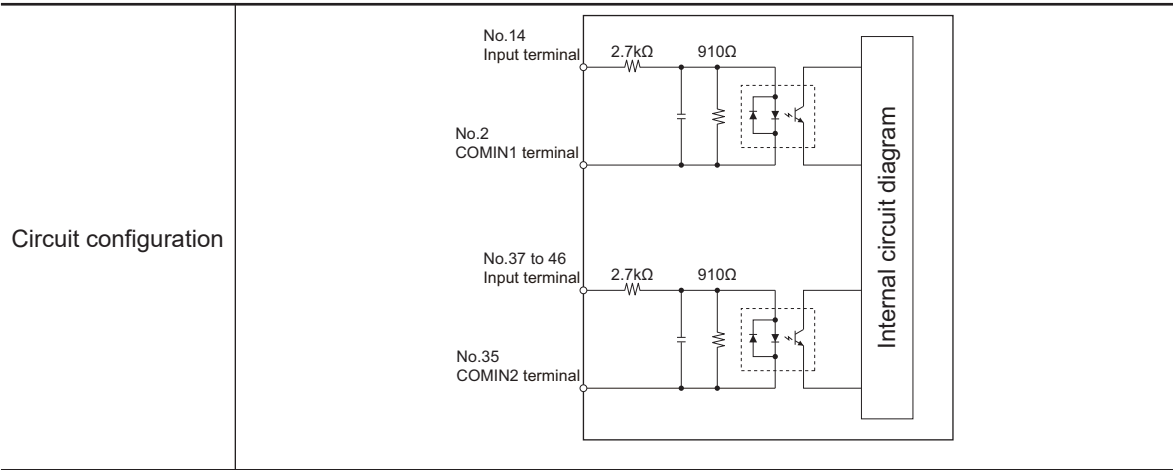 Circuit configuration
No.14
Input terminal
2.7kΩ
910Ω
No.2
COMIN1 terminal
No.37 to 46
Input terminal
2.7kΩ
910Ω
No.35
COMIN2 terminal
Internal circuit diagram